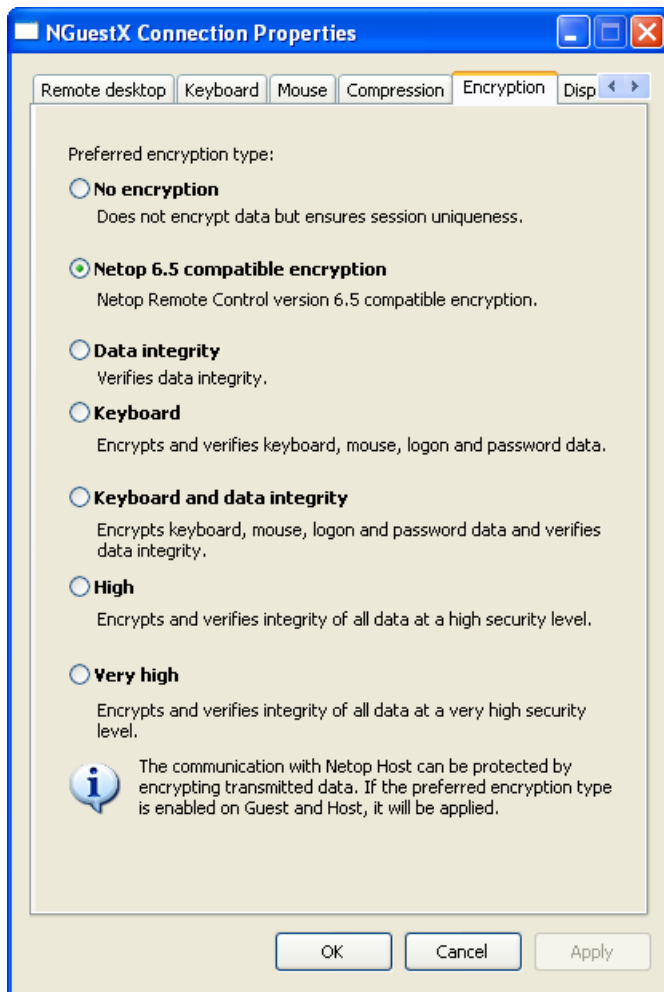 NGuestX Connection Properties
Remote desktop Keyboard Mouse Compression Encryption Disp
Preferred encryption type:
No encryption
Does not encrypt data but ensures session uniqueness.
Netop 6.5 compatible encryption
Netop Remote Control version 6.5 compatible encryption.
Data integrity
Verifies data integrity.
Keyboard
Encrypts and verifies keyboard, mouse, logon and password data.
Keyboard and data integrity
Encrypts keyboard, mouse, logon and password data and verifies
data integrity.
High
Encrypts and verifies integrity of all data at a high security level.
Very high
Encrypts and verifies integrity of all data at a very high security
level.
The communication with Netop Host can be protected by
encrypting transmitted data. If the preferred encryption type
is enabled on Guest and Host, it will be applied.
OK Cancel Apply